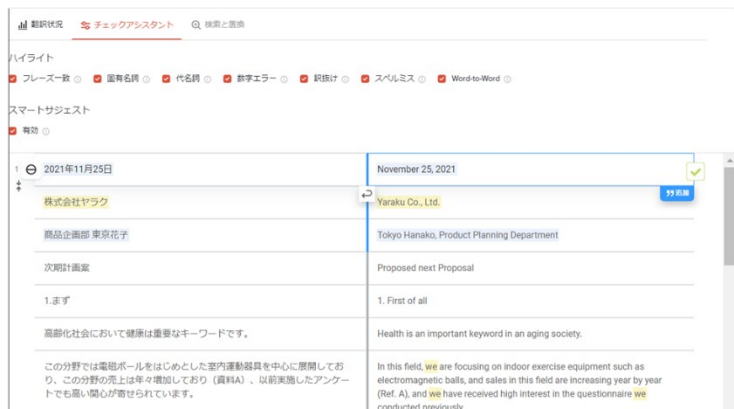 翻訳状況 チェックアシスタント 検索と置換
ハイライト
フレーズ一致 固有名詞 代名詞 数字エラー 訳抜け スペルミス Word-to-Word
スマートサジェスト
有効
1 2021年11月25日 November 25, 2021
追加
株式会社ヤラク Yaraku Co., Ltd.
商品企画部 東京花子 Tokyo Hanako, Product Planning Department
次期計画案 Proposed next Proposal
1.まず 1. First of all
高齢化社会において健康は重要なキーワードです。 Health is an important keyword in an aging society.
この分野では電磁ボールをはじめとした室内運動器具を中心に展開してお
り、この分野の売上は年々増加しており（資料A）、以前実施したアンケー
トでも高い関心が寄せられています。
In this field, we are focusing on indoor exercise equipment such as
electromagnetic balls, and sales in this field are increasing year by year
(Ref. A), and we have received high interest in the questionnaire we
conducted previously.